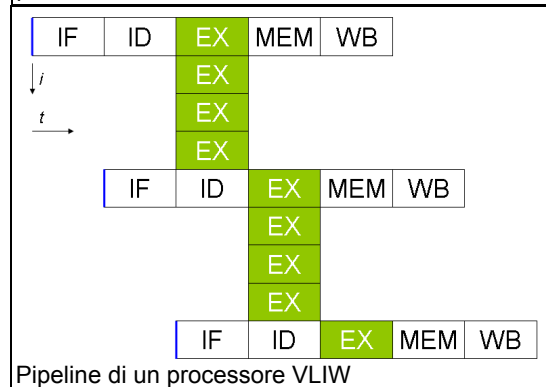 IF ID EX MEM WB
i
EX
t
EX
EX
IF ID EX MEM WB
EX
EX
EX
IF ID EX MEM WB
Pipeline di un processore VLIW